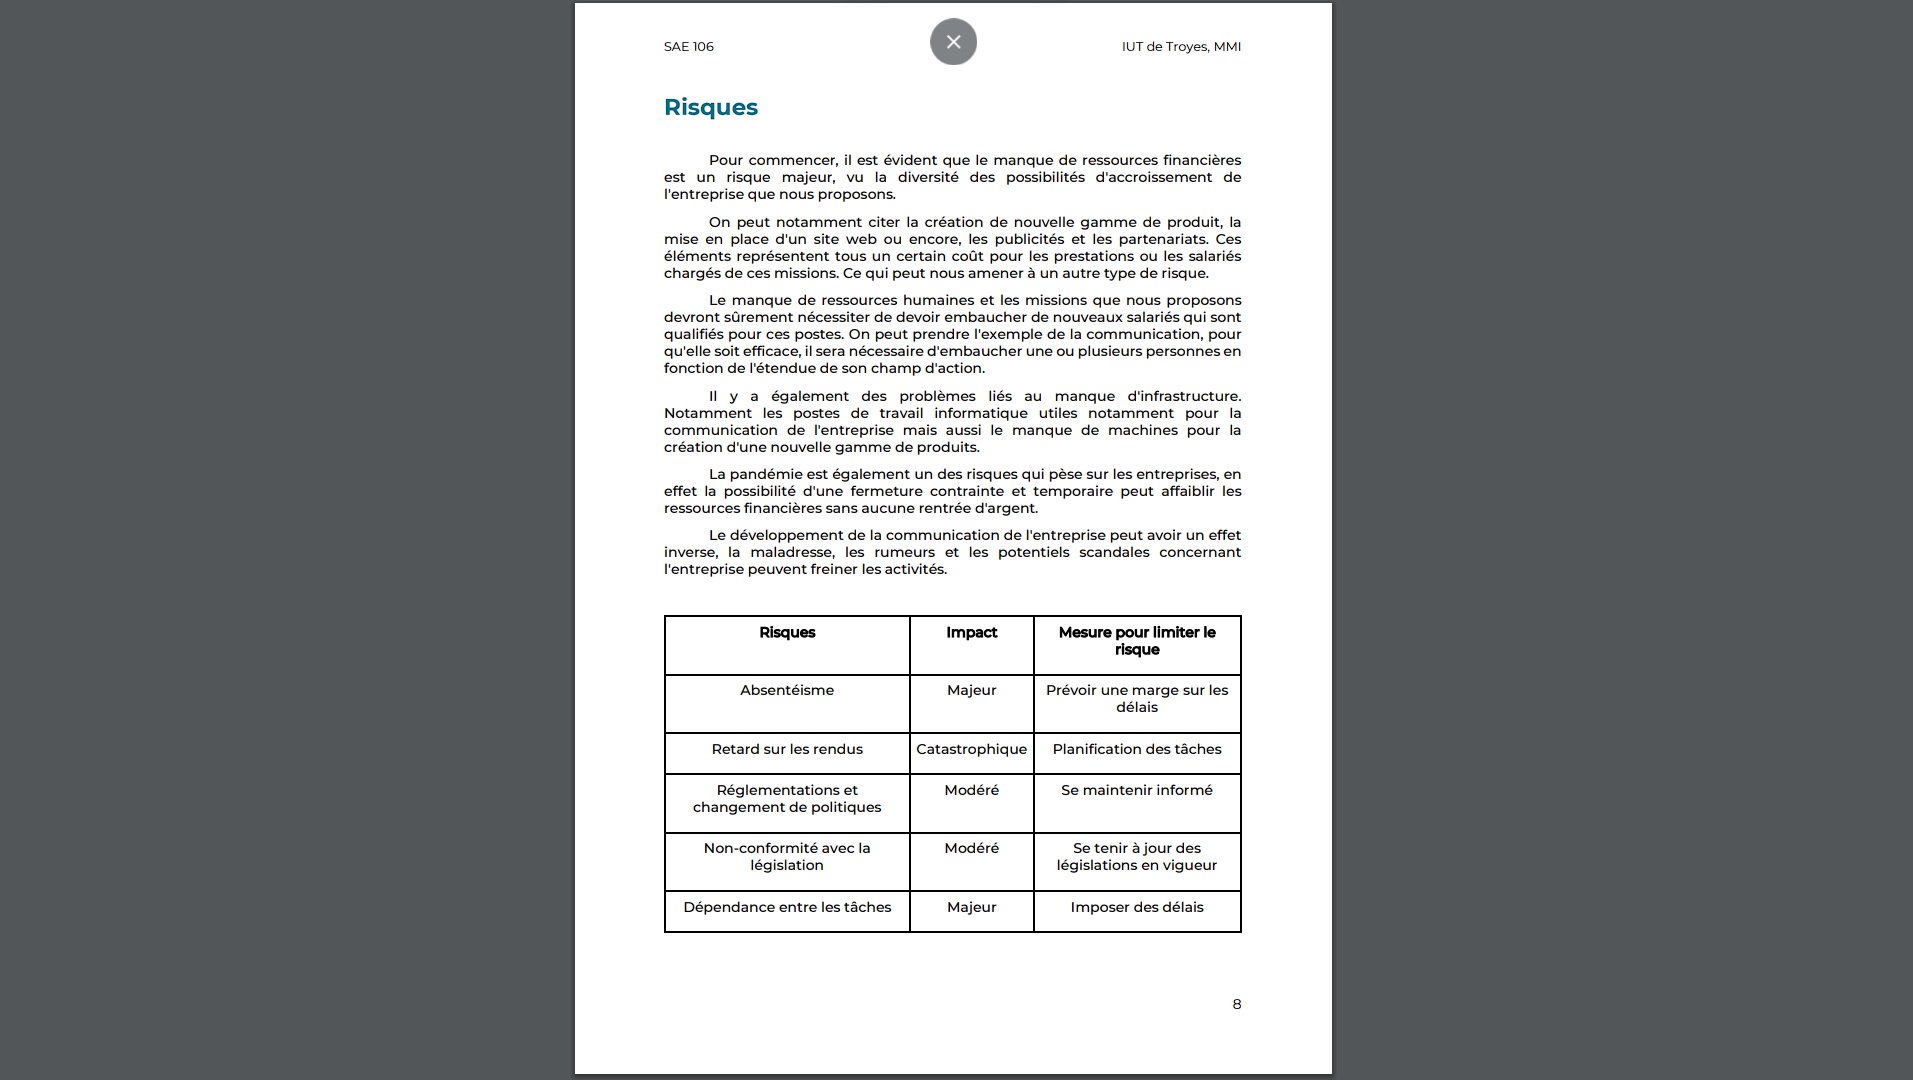 SAE 106
IUT de Troyes, MMI
Risques
Pour commencer, il est évident que le manque de ressources financières
est un risque majeur, vu la diversité des possibilités d'accroissement de
l'entreprise que nous proposons.
On peut notamment citer la création de nouvelle gamme de produit, la
mise en place d'un site web ou encore, les publicités et les partenariats. Ces
éléments représentent tous un certain coût pour les prestations ou les salariés
chargés de ces missions. Ce qui peut nous amener à un autre type de risque.
Le manque de ressources humaines et les missions que nous proposons
devront sûrement nécessiter de devoir embaucher de nouveaux salariés qui sont
qualifiés pour ces postes. On peut prendre l'exemple de la communication, pour
qu'elle soit efficace, il sera nécessaire d'embaucher une ou plusieurs personnes en
fonction de l'étendue de son champ d'action.
Il y a également des problèmes liés au manque d'infrastructure.
Notamment les postes de travail informatique utiles notamment pour la
communication de l'entreprise mais aussi le manque de machines pour la
création d'une nouvelle gamme de produits.
La pandémie est également un des risques qui pèse sur les entreprises, en
effet la possibilité d'une fermeture contrainte et temporaire peut affaiblir les
ressources financières sans aucune rentrée d'argent.
Le développement de la communication de l'entreprise peut avoir un effet
inverse, la maladresse, les rumeurs et les potentiels scandales concernant
l'entreprise peuvent freiner les activités.
Risques
Impact
Mesure pour limiter le
risque
Absentéisme
Majeur
Prévoir une marge sur les
délais
Retard sur les rendus
Catastrophique
Planification des tâches
Réglementations et
changement de politiques
Modéré
Se maintenir informé
Non-conformité avec la
législation
Modéré
Se tenir à jour des
législations en vigueur
Dépendance entre les tâches
Majeur
Imposer des délais
8